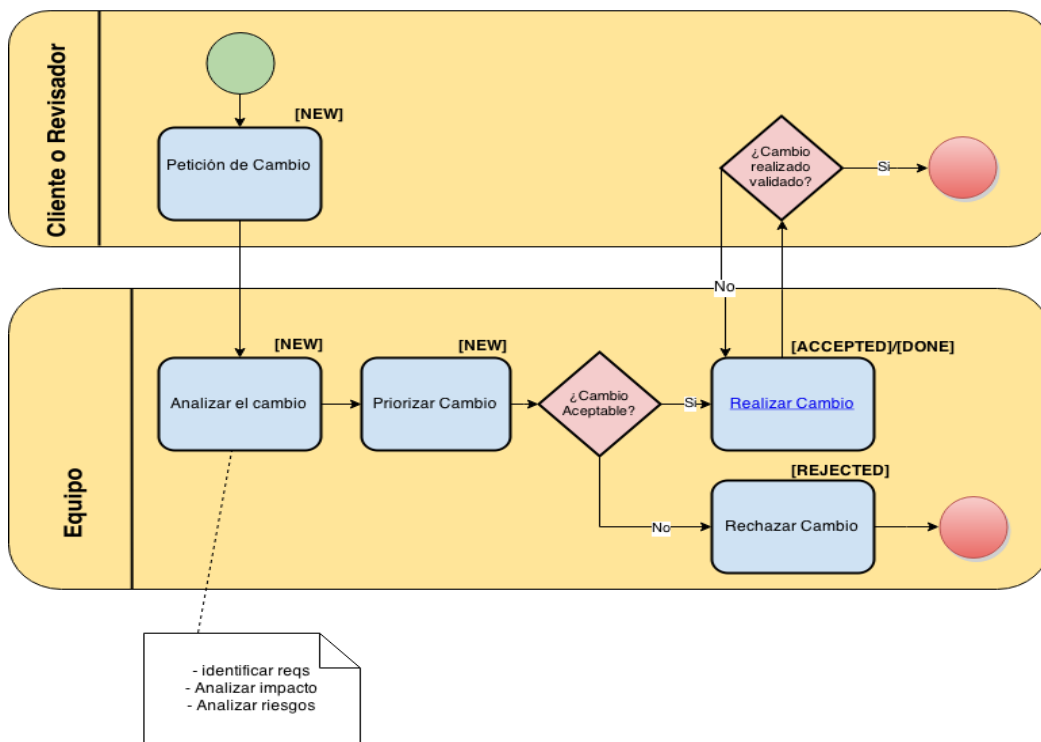 Cliente o Revisador
[NEW]
Petición de Cambio
¿Cambio
realizado
validado?
Si
No
Equipo
[NEW]
Analizar el cambio
[NEW]
Priorizar Cambio
¿Cambio
Aceptable?
Si
[ACCEPTED]/[DONE]
Realizar Cambio
No
[REJECTED]
Rechazar Cambio
- identificar reqs
- Analizar impacto
- Analizar riesgos